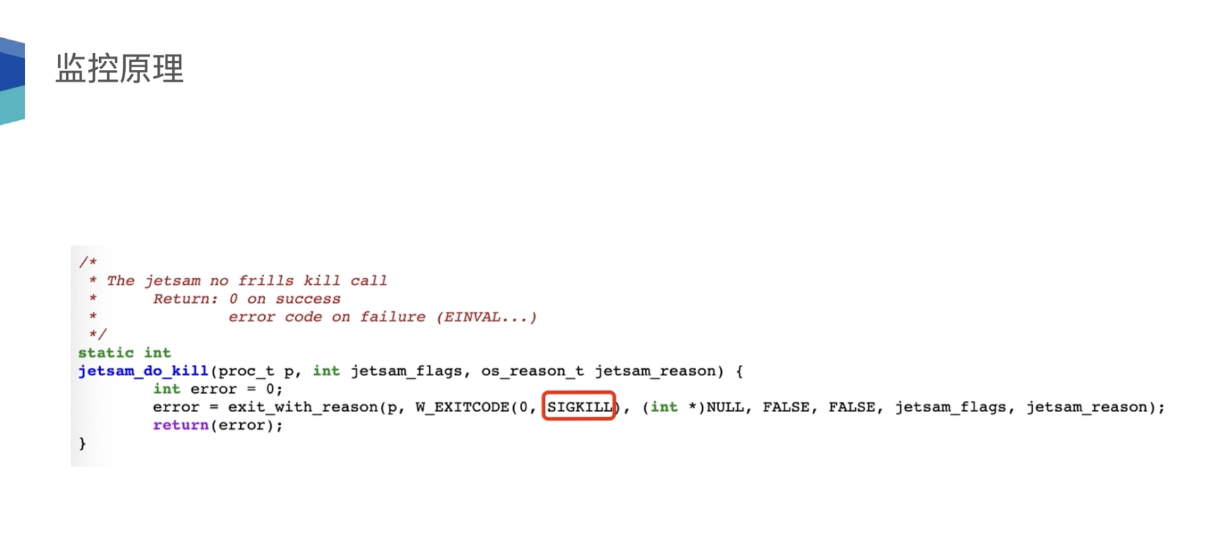 监控原理
/*
 * The jetsam no frills kill call
 *      Return: 0 on success
 *              error code on failure (EINVAL...)
 */
static int
jetsam_do_kill(proc_t p, int jetsam_flags, os_reason_t jetsam_reason) {
        int error = 0;
        error = exit_with_reason(p, W_EXITCODE(0, SIGKILL), (int *)NULL, FALSE, FALSE, jetsam_flags, jetsam_reason);
        return(error);
}